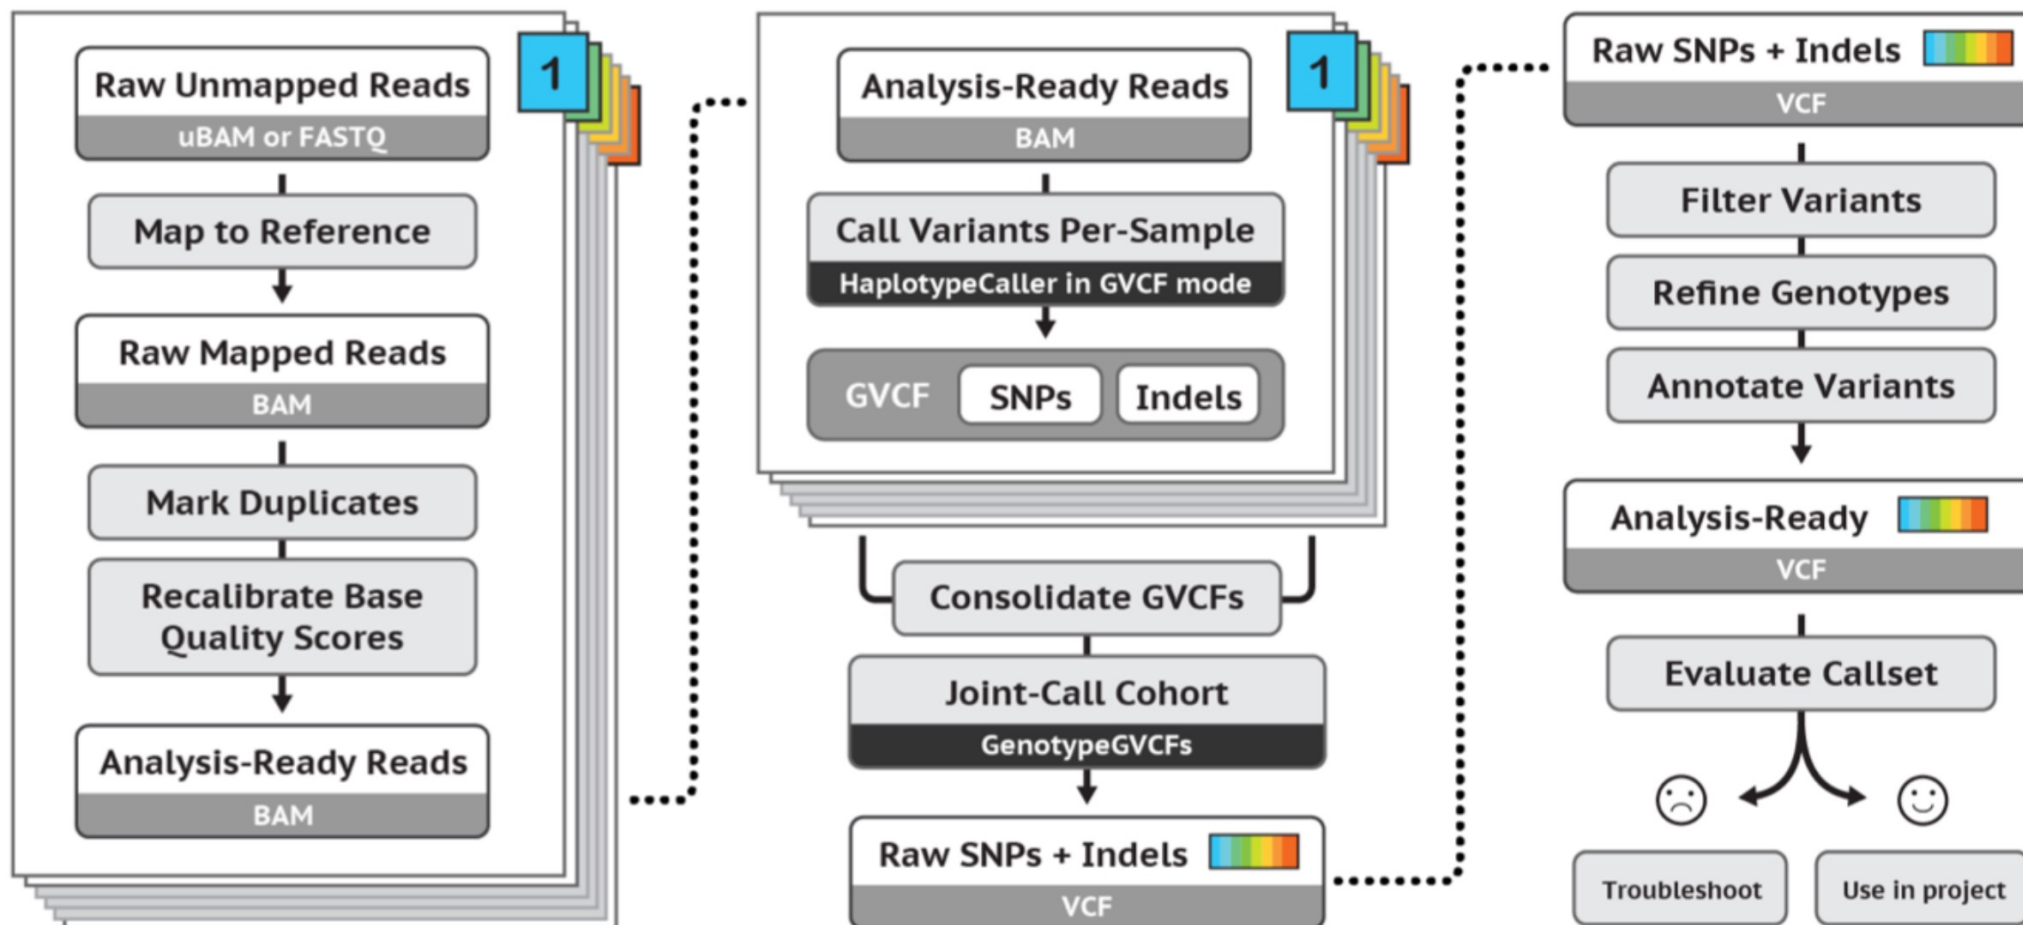 1
Raw Unmapped Reads
uBAM or FASTQ
Map to Reference
Raw Mapped Reads
BAM
Mark Duplicates
Recalibrate Base
Quality Scores
Analysis-Ready Reads
BAM
1
Analysis-Ready Reads
BAM
Call Variants Per-Sample
HaplotypeCaller in GVCF mode
GVCF SNPs Indels
Consolidate GVCFs
Joint-Call Cohort
GenotypeGVCFs
Raw SNPs + Indels
VCF
Raw SNPs + Indels
VCF
Filter Variants
Refine Genotypes
Annotate Variants
Analysis-Ready
VCF
Evaluate Callset
Troubleshoot
Use in project